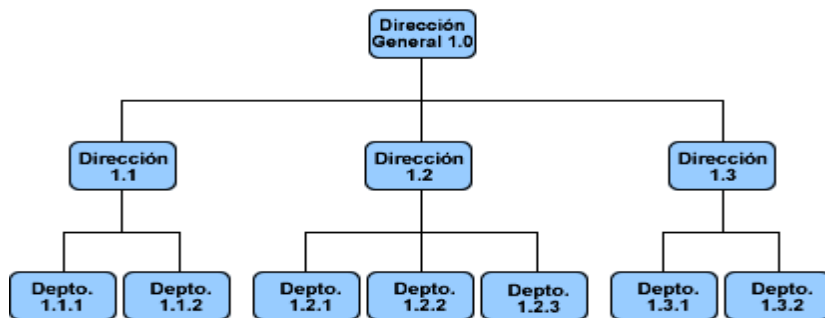 Dirección
General 1.0
Dirección
1.1
Dirección
1.2
Dirección
1.3
Depto.
1.1.1
Depto.
1.1.2
Depto.
1.2.1
Depto.
1.2.2
Depto.
1.2.3
Depto.
1.3.1
Depto.
1.3.2